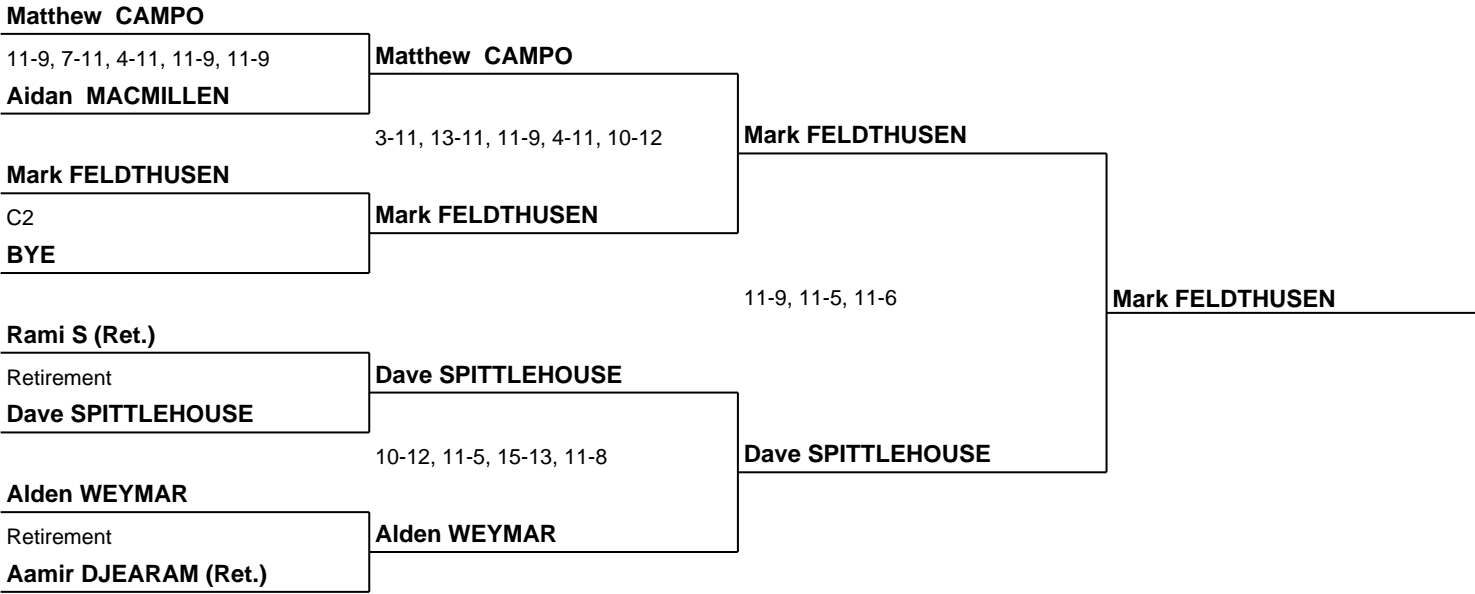 Matthew  CAMPO
11-9, 7-11, 4-11, 11-9, 11-9
Matthew  CAMPO
Aidan  MACMILLEN
3-11, 13-11, 11-9, 4-11, 10-12
Mark FELDTHUSEN
Mark FELDTHUSEN
C2
Mark FELDTHUSEN
BYE
11-9, 11-5, 11-6
Mark FELDTHUSEN
Rami S (Ret.)
Retirement
Dave SPITTLEHOUSE
Dave SPITTLEHOUSE
10-12, 11-5, 15-13, 11-8
Dave SPITTLEHOUSE
Alden WEYMAR
Retirement
Alden WEYMAR
Aamir DJEARAM (Ret.)